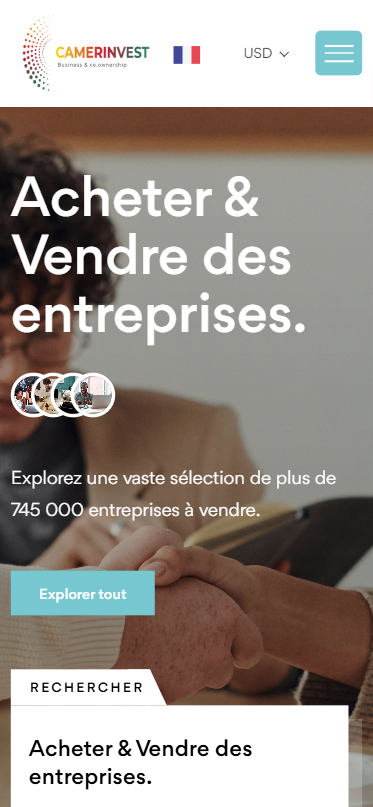 CAMERINVEST
Business & co.ownership
USD
Acheter &
Vendre des
entreprises.
Explorez une vaste sélection de plus de
745 000 entreprises à vendre.
Explorer tout
RECHERCHER
Acheter & Vendre des
entreprises.